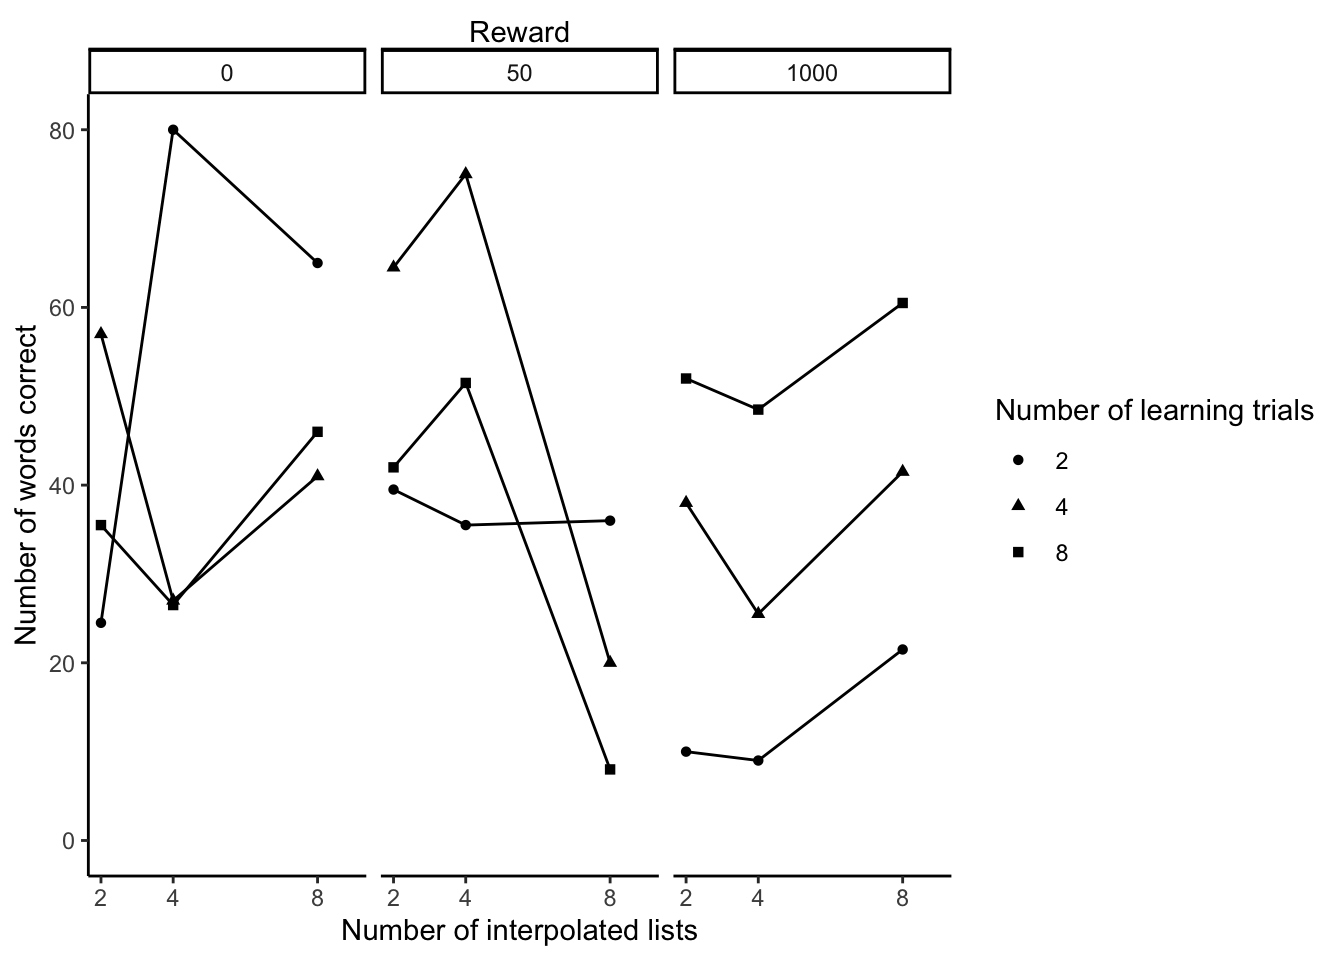 Reward
0 50 1000
80
60
40
20
0
Number of words correct
2 4 8 2 4 8 2 4 8
Number of interpolated lists
Number of learning trials
2
4
8